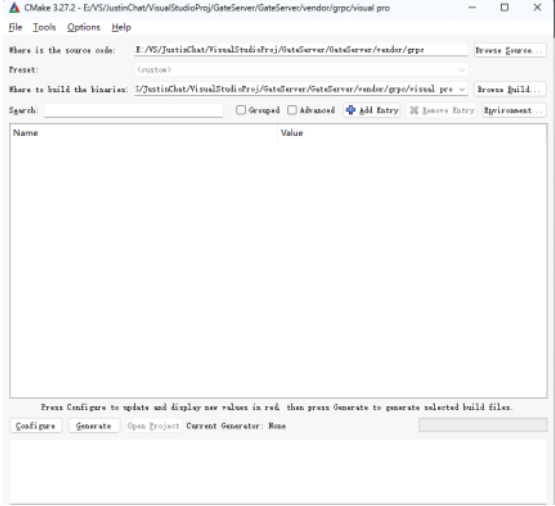 CMake 3.27.2 - E:/VS/JustinChat/VisualStudioProj/GateServer/GateServer/vendor/grpc/visual pro
File Tools Options Help
Where is the source code: E:/VS/JustinChat/VisualStudioProj/GateServer/GateServer/vendor/grpc Browse Source...
Preset: <custom>
Where to build the binaries: S/JustinChat/VisualStudioProj/GateServer/GateServer/vendor/grpc/visual pro Browse Build...
Search: Grouped Advanced Add Entry Remove Entry Environment...
Name Value
Press Configure to update and display new values in red, then press Generate to generate selected build files.
Configure Generate Open Project Current Generator: None